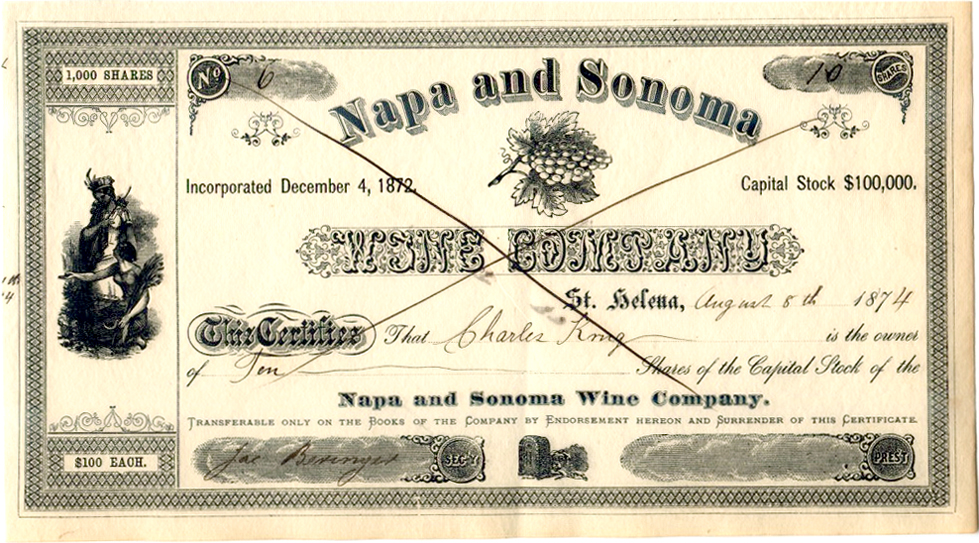 1,000 SHARES
No 6
10 SHARES
Napa and Sonoma
Incorporated December 4, 1872.
Capital Stock $100,000.
WINE COMPANY
St. Helena, August 8th 1874
This Certifies That Charles King is the owner
of Ten Shares of the Capital Stock of the
Napa and Sonoma Wine Company.
TRANSFERABLE ONLY ON THE BOOKS OF THE COMPANY BY ENDORSEMENT HEREON AND SURRENDER OF THIS CERTIFICATE.
$100 EACH.
Jac Beringer SEC'Y
PREST